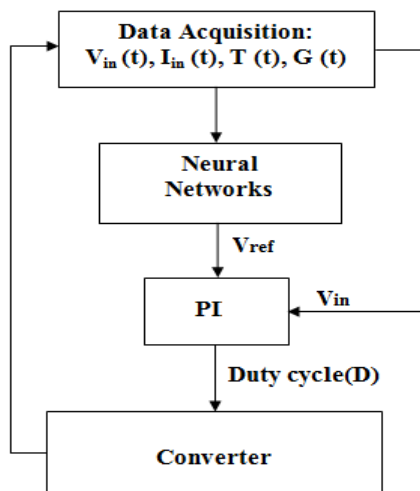 Data Acquisition:
Vin (t), Iin (t), T (t), G (t)
Neural
Networks
Vref
PI
Vin
Duty cycle(D)
Converter